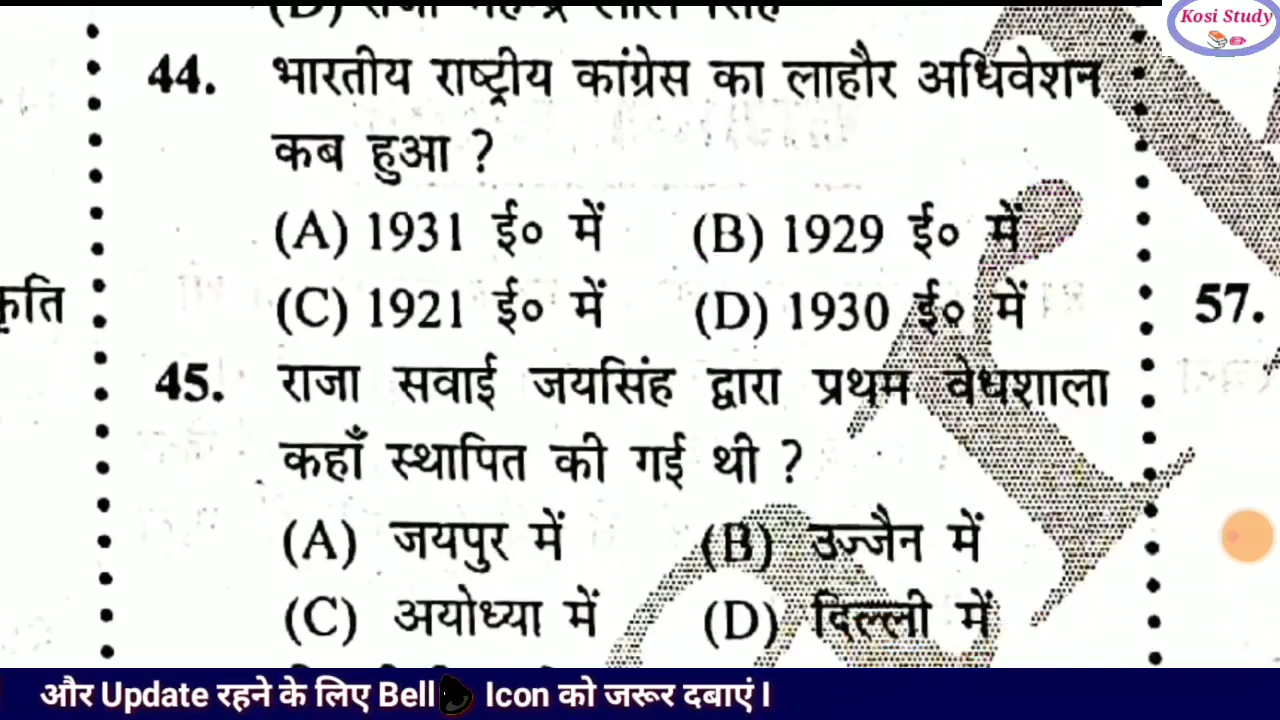 Kosi Study
44. भारतीय राष्ट्रीय कांग्रेस का लाहौर अधिवेशन
कब हुआ ?
(A) 1931 ई० में (B) 1929 ई० में
(C) 1921 ई० में (D) 1930 ई० में
45. राजा सवाई जयसिंह द्वारा प्रथम वेधशाला
कहाँ स्थापित की गई थी ?
(A) जयपुर में (B) उज्जैन में
(C) अयोध्या में (D) दिल्ली में
57.
और Update रहने के लिए Bell Icon को जरूर दबाएं I